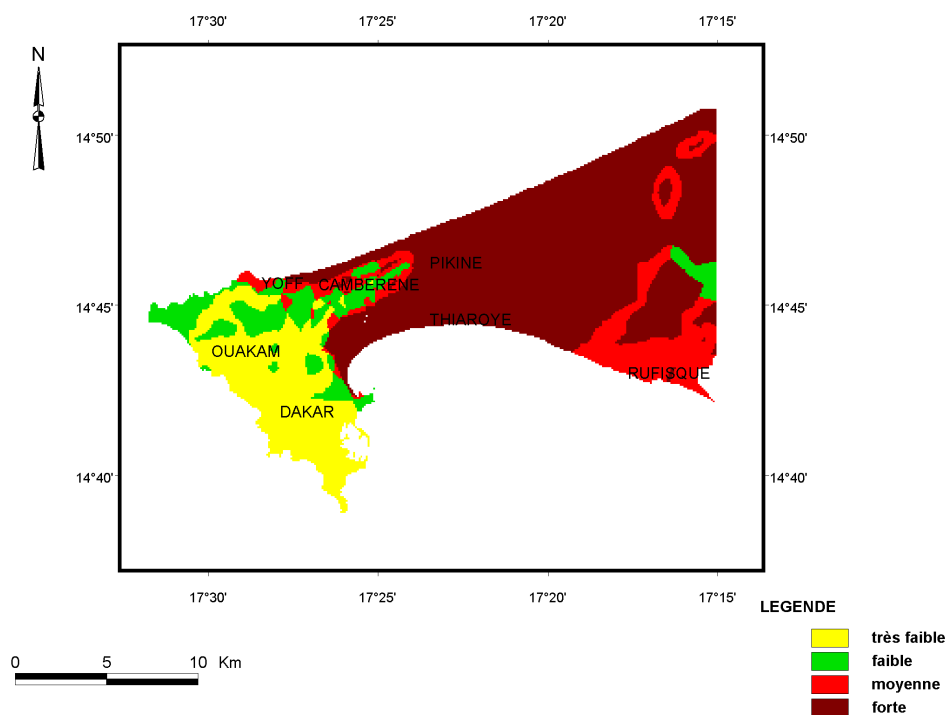 17°30' 17°25' 17°20' 17°15'
N
14°50' 14°50'
PIKiNE
YOFF CAMBERENE
14°45' 14°45'
THIAROYE
OUAKAM
RUFISQUE
DAKAR
14°40' 14°40'
17°30' 17°25' 17°20' 17°15'
LEGENDE
très faible
faible
moyenne
forte
0 5 10 Km